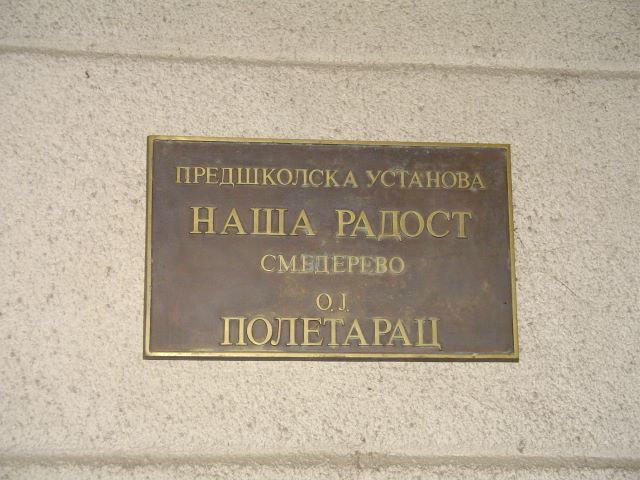 ПРЕДШКОЛСКА УСТАНОВА
НАША РАДОСТ
СМЕДЕРЕВО
О.Ј.
ПОЛЕТАРАЦ